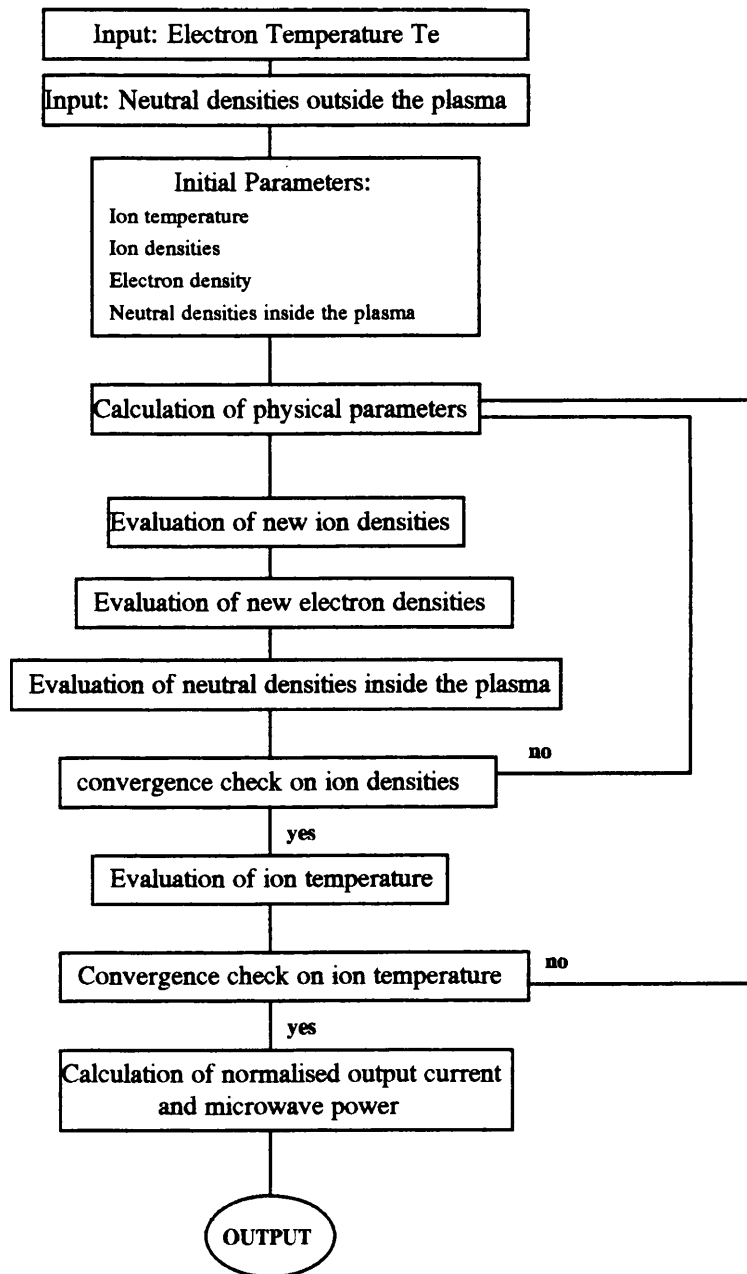 Input: Electron Temperature Te
Input: Neutral densities outside the plasma
Initial Parameters:
Ion temperature
Ion densities
Electron density
Neutral densities inside the plasma
Calculation of physical parameters
Evaluation of new ion densities
Evaluation of new electron densities
Evaluation of neutral densities inside the plasma
convergence check on ion densities
no
yes
Evaluation of ion temperature
Convergence check on ion temperature
no
yes
Calculation of normalised output current
and microwave power
OUTPUT